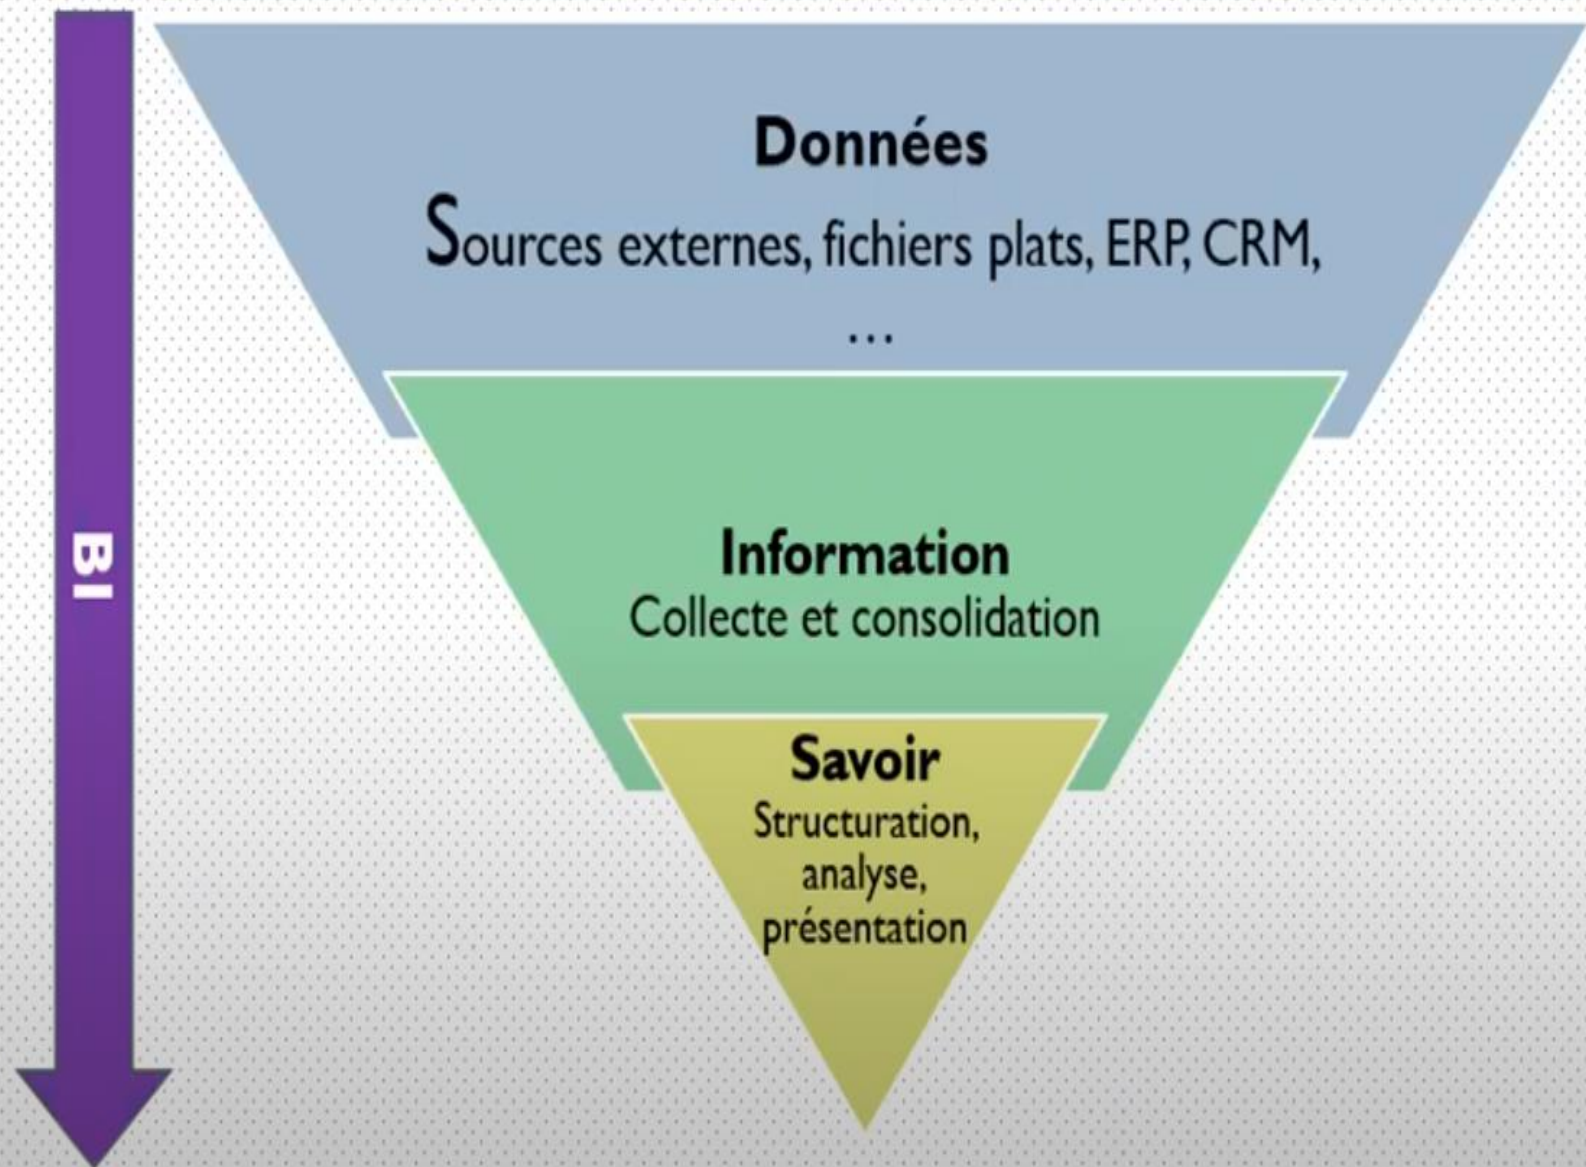 BI
Données
Sources externes, fichiers plats, ERP, CRM,
...
Information
Collecte et consolidation
Savoir
Structuration,
analyse,
présentation